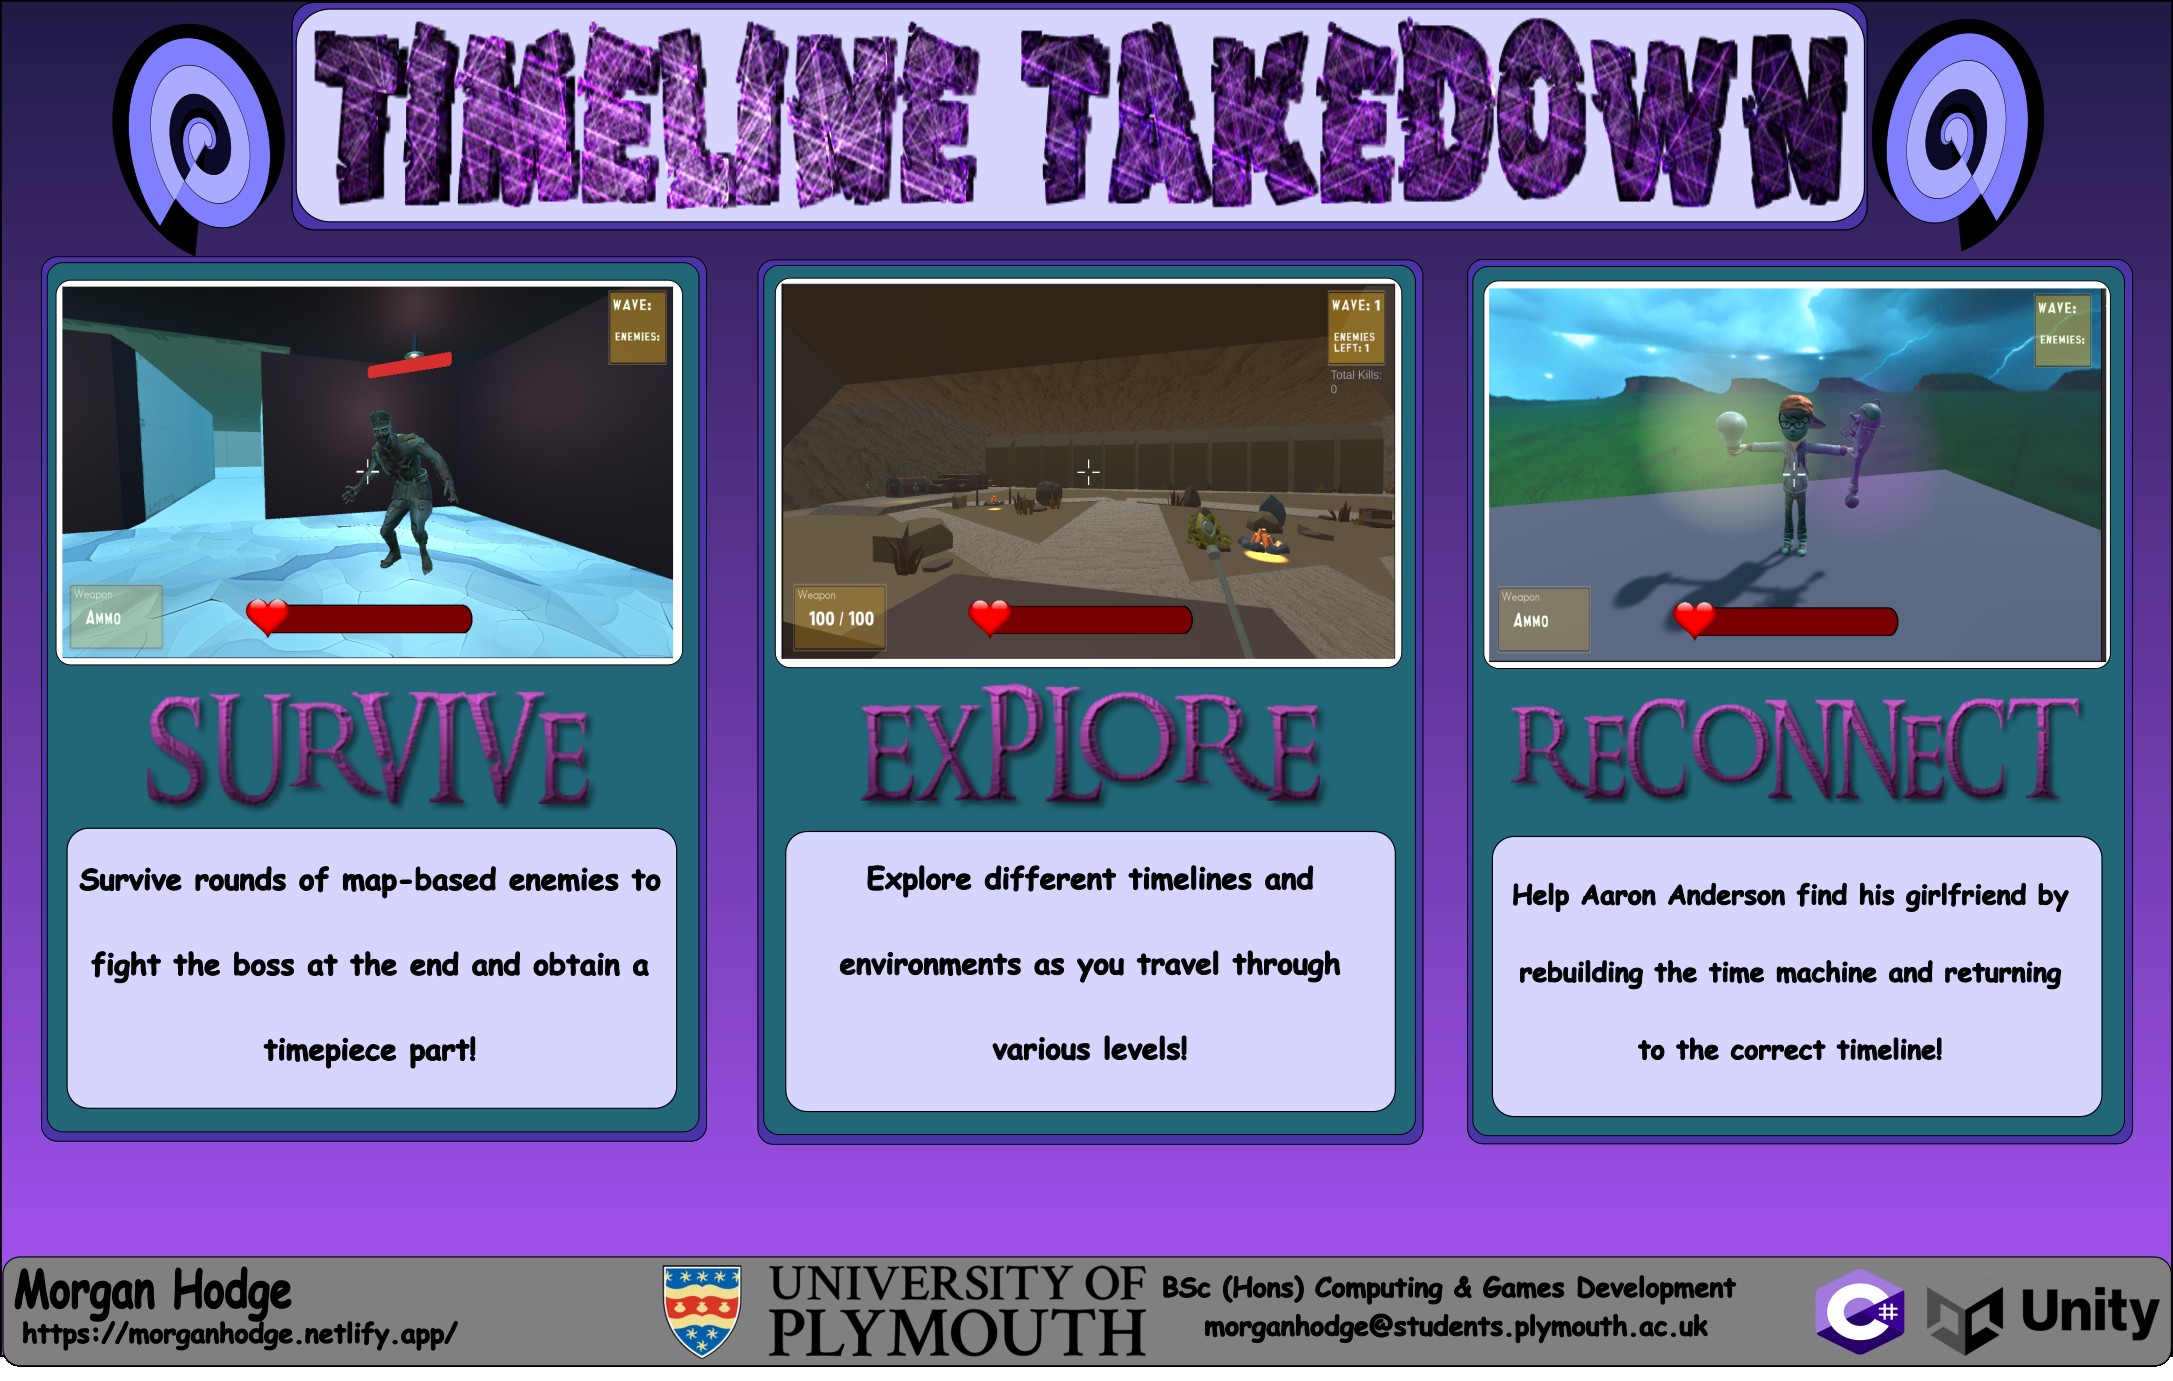 TIMELINE TAKEDOWN
WAVE:
ENEMIES:
Weapon
AMMO
SURVIVE
Survive rounds of map-based enemies to
fight the boss at the end and obtain a
timepiece part!
WAVE: 1
ENEMIES
LEFT: 1
Total Kills:
0
Weapon
100 / 100
EXPLORE
Explore different timelines and
environments as you travel through
various levels!
WAVE:
ENEMIES:
Weapon
AMMO
RECONNECT
Help Aaron Anderson find his girlfriend by
rebuilding the time machine and returning
to the correct timeline!
Morgan Hodge
https://morganhodge.netlify.app/
UNIVERSITY OF
PLYMOUTH
BSc (Hons) Computing & Games Development
morganhodge@students.plymouth.ac.uk
C#
Unity